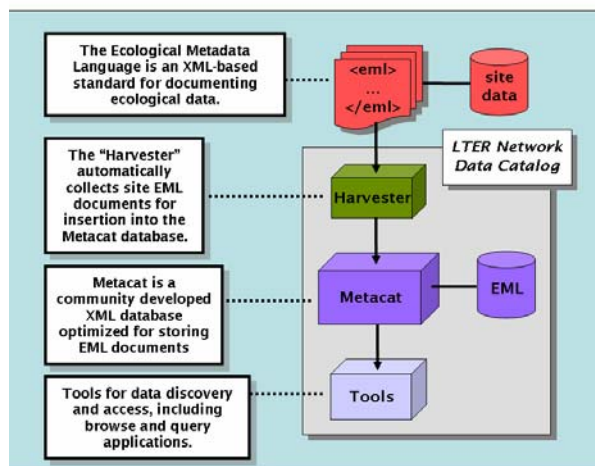 The Ecological Metadata
Language is an XML-based
standard for documenting
ecological data.
<eml>
...
</eml>
site
data
LTER Network
Data Catalog
The “Harvester”
automatically
collects site EML
documents for
insertion into the
Metacat database.
Harvester
Metacat is a
community developed
XML database
optimized for storing
EML documents
Metacat
EML
Tools for data discovery
and access, including
browse and query
applications.
Tools